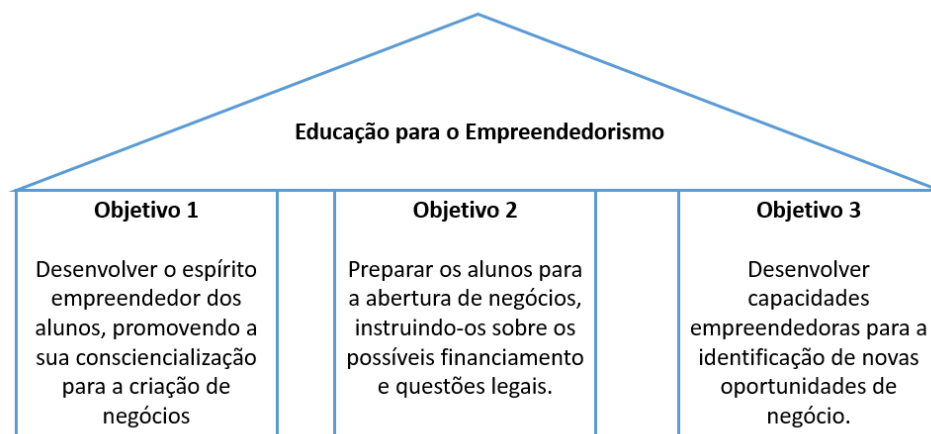 Educação para o Empreendedorismo
Objetivo 1
Desenvolver o espírito
empreendedor dos
alunos, promovendo a
sua consciencialização
para a criação de
negócios
Objetivo 2
Preparar os alunos para
a abertura de negócios,
instruindo-os sobre os
possíveis financiamento
e questões legais.
Objetivo 3
Desenvolver
capacidades
empreendedoras para a
identificação de novas
oportunidades de
negócio.